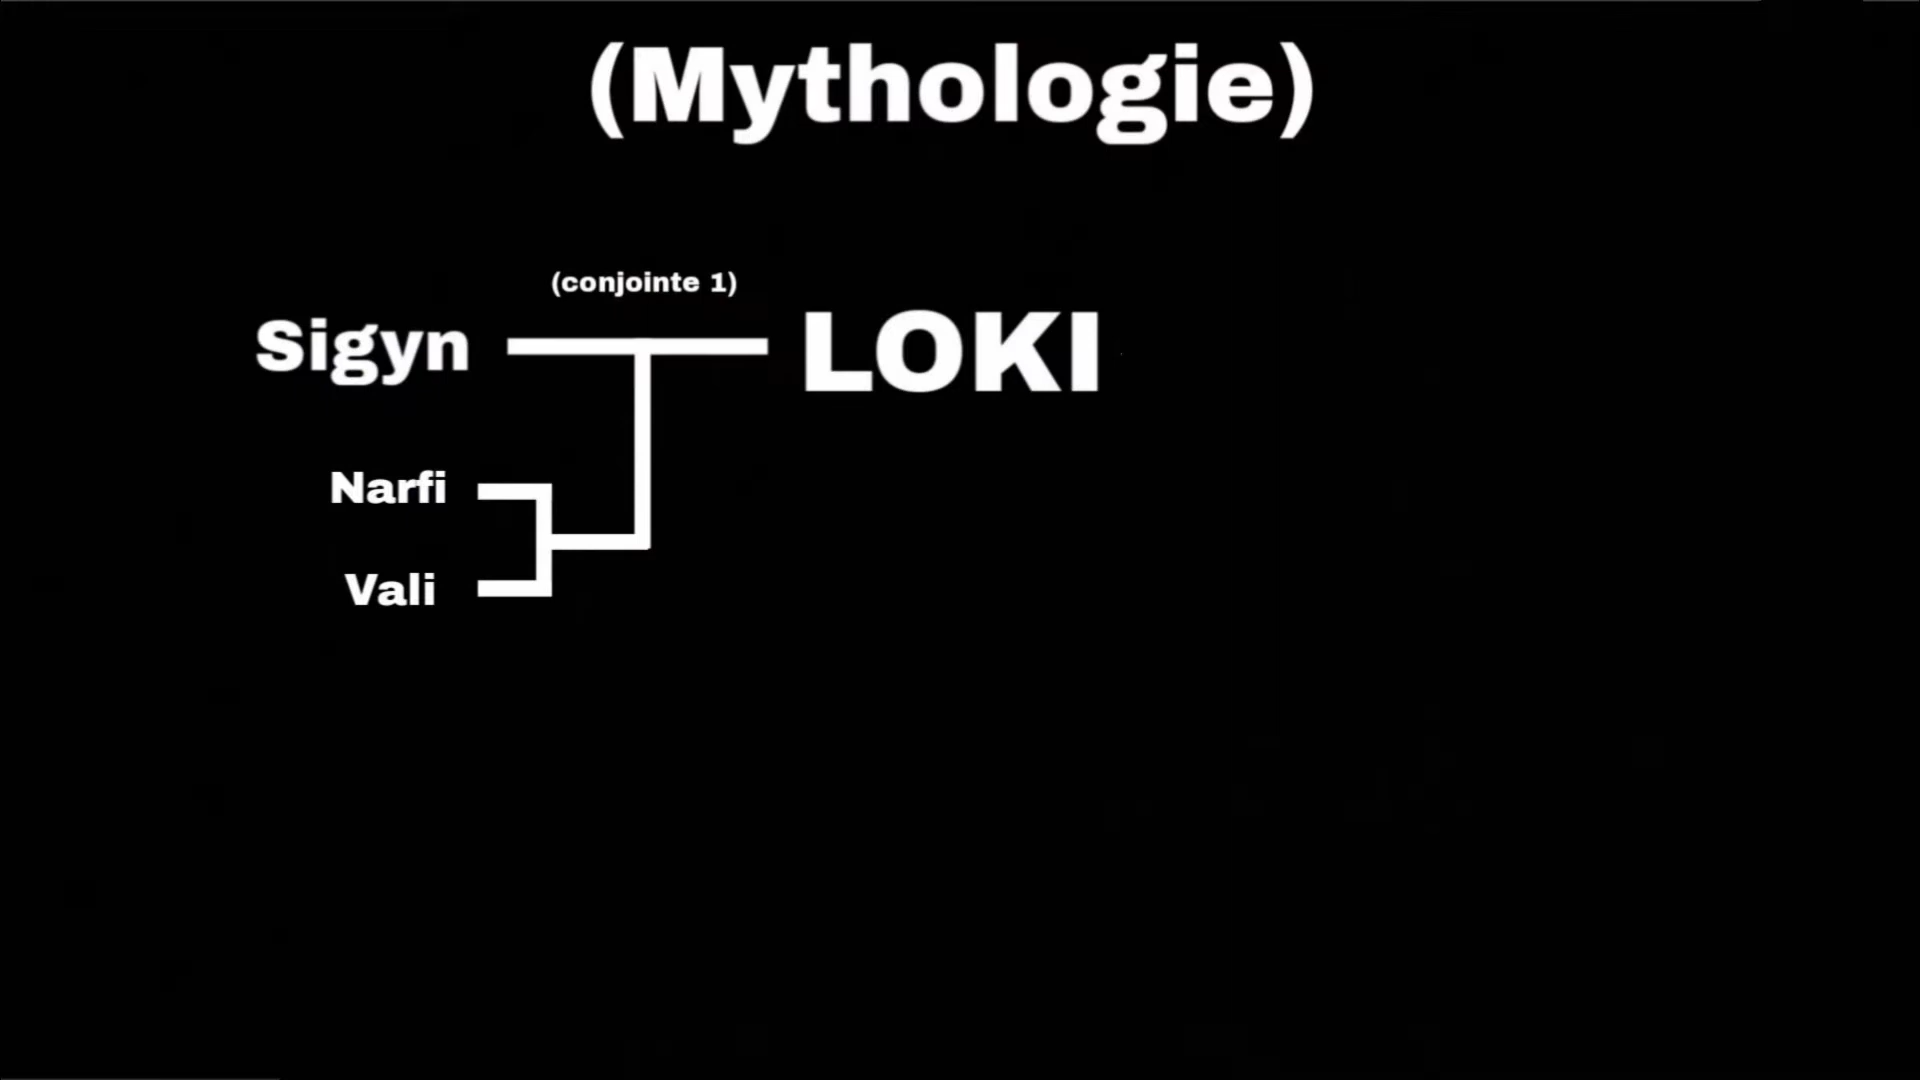 (Mythologie)
(conjointe 1)
Sigyn
LOKI
Narfi
Vali